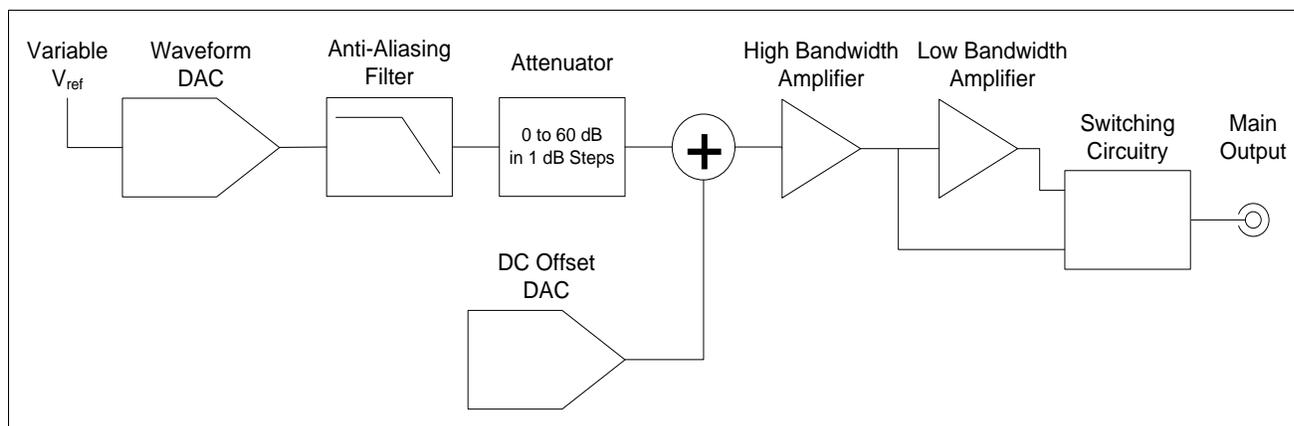 Variable
Vref
Waveform
DAC
Anti-Aliasing
Filter
Attenuator
0 to 60 dB
in 1 dB Steps
+
High Bandwidth
Amplifier
Low Bandwidth
Amplifier
Switching
Circuitry
Main
Output
DC Offset
DAC